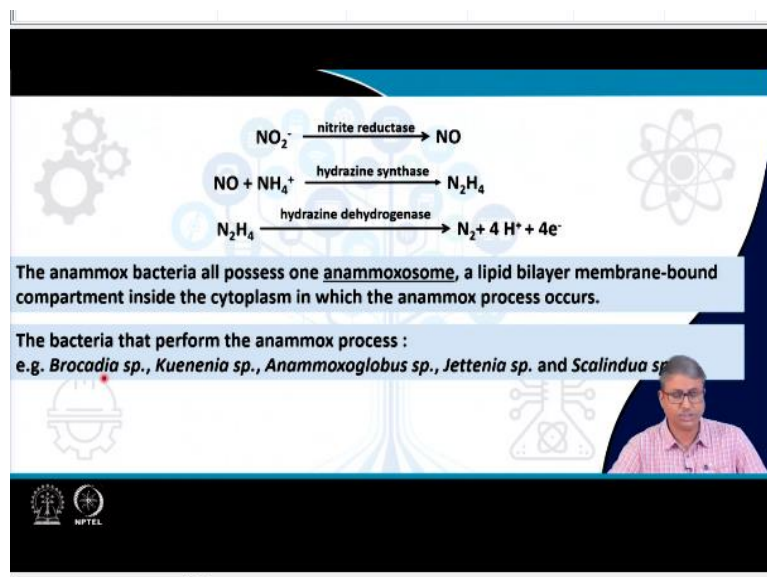 NO₂⁻ nitrite reductase NO
NO + NH₄⁺ hydrazine synthase N₂H₄
N₂H₄ hydrazine dehydrogenase N₂+ 4 H⁺ + 4e⁻
The anammox bacteria all possess one anammoxosome, a lipid bilayer membrane-bound
compartment inside the cytoplasm in which the anammox process occurs.
The bacteria that perform the anammox process :
e.g. Brocadia sp., Kuenenia sp., Anammoxoglobus sp., Jettenia sp. and Scalindua sp
NPTEL